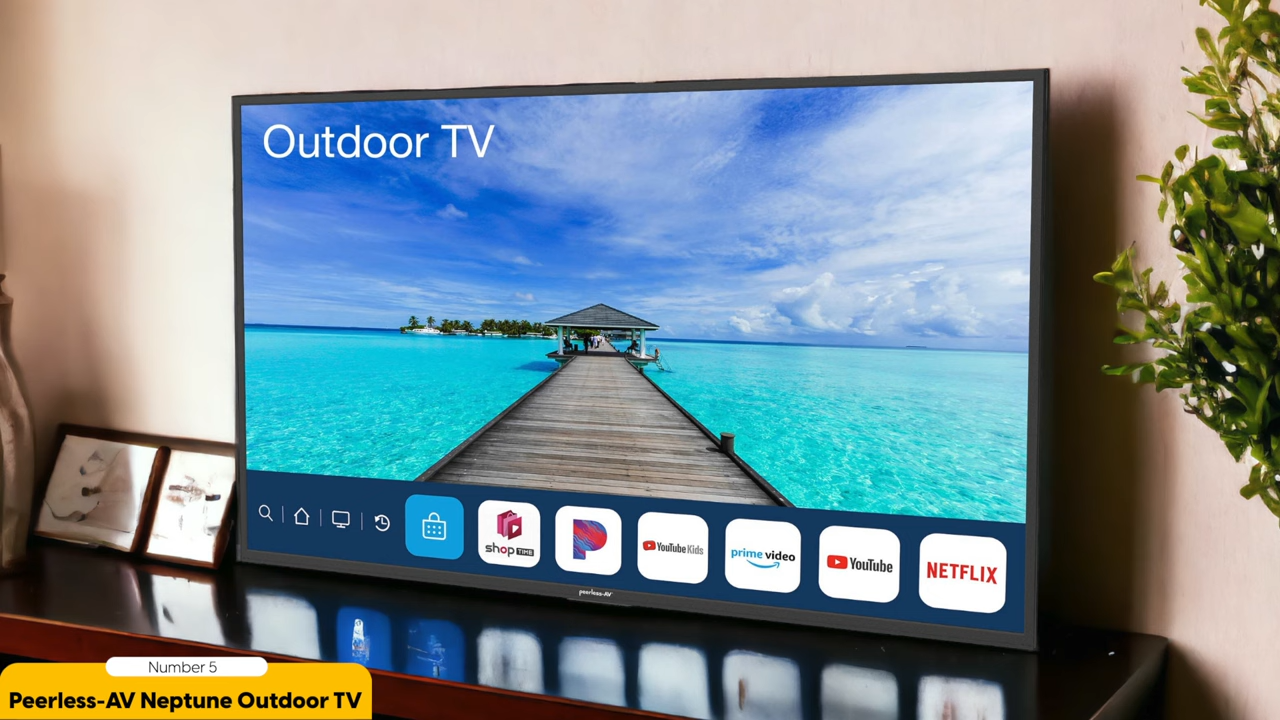 Outdoor TV
shop TIME
YouTube Kids
prime video
YouTube
NETFLIX
peerless-AV
Number 5
Peerless-AV Neptune Outdoor TV